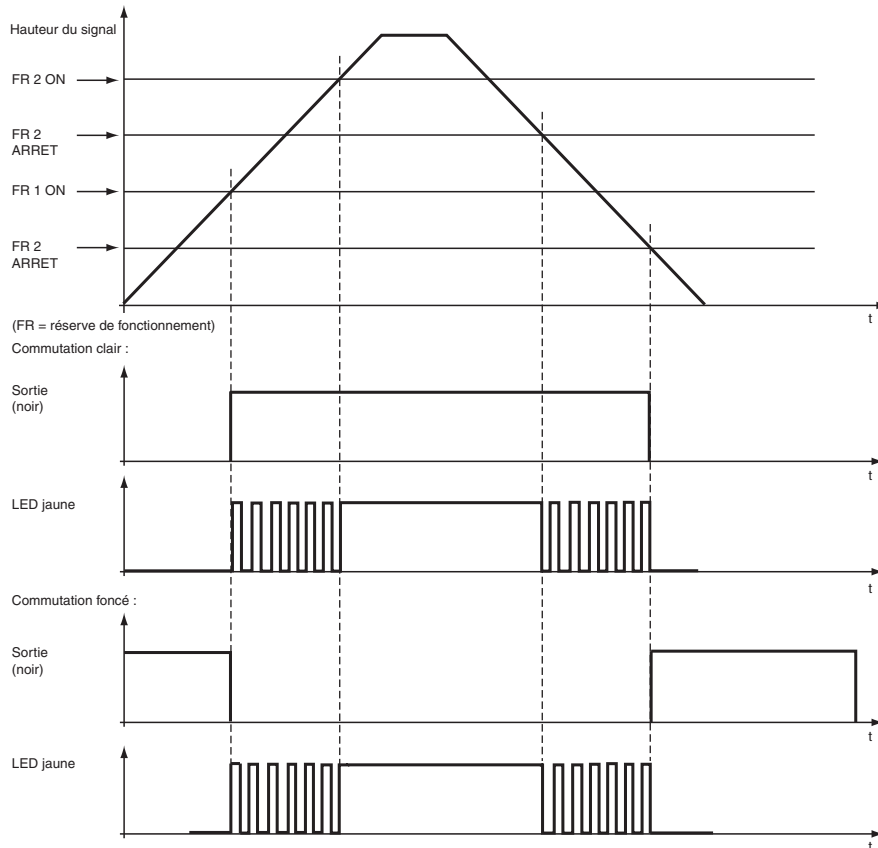 Hauteur du signal
FR 2 ON
FR 2
ARRET
FR 1 ON
FR 2
ARRET
t
(FR = réserve de fonctionnement)
Commutation clair :
Sortie
(noir)
t
LED jaune
t
Commutation foncé :
Sortie
(noir)
t
LED jaune
t